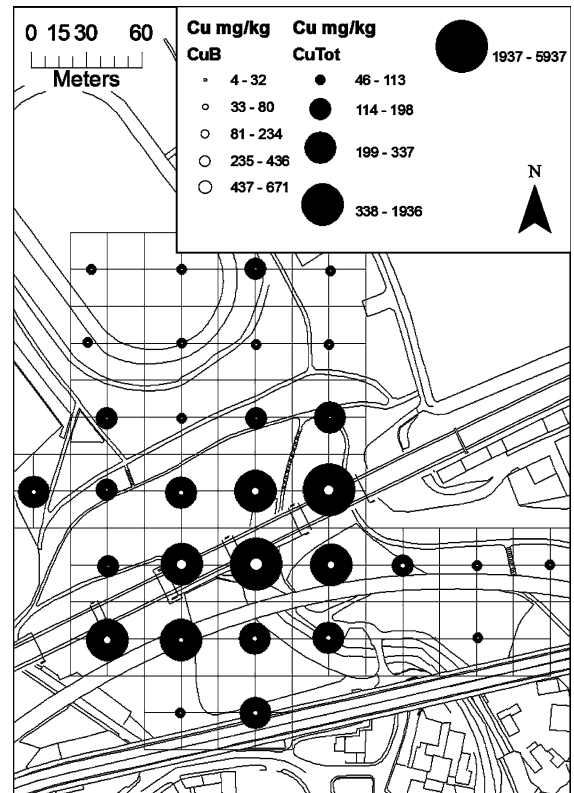 0 15 30 60
Meters
Cu mg/kg
CuB
4 - 32
33 - 80
81 - 234
235 - 436
437 - 671
Cu mg/kg
CuTot
46 - 113
114 - 198
199 - 337
338 - 1936
1937 - 5937
N